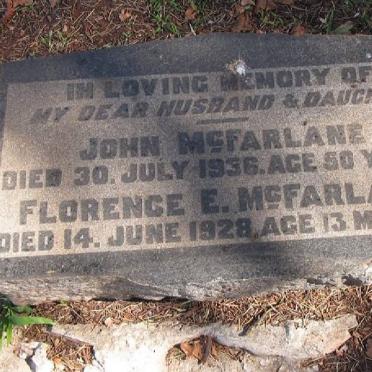 IN LOVING MEMORY OF
MY DEAR HUSBAND & DAUGH
JOHN McFARLANE
DIED 30. JULY 1936. AGE 50 Y
FLORENCE E. McFARLA
DIED 14. JUNE 1928. AGE 13. M